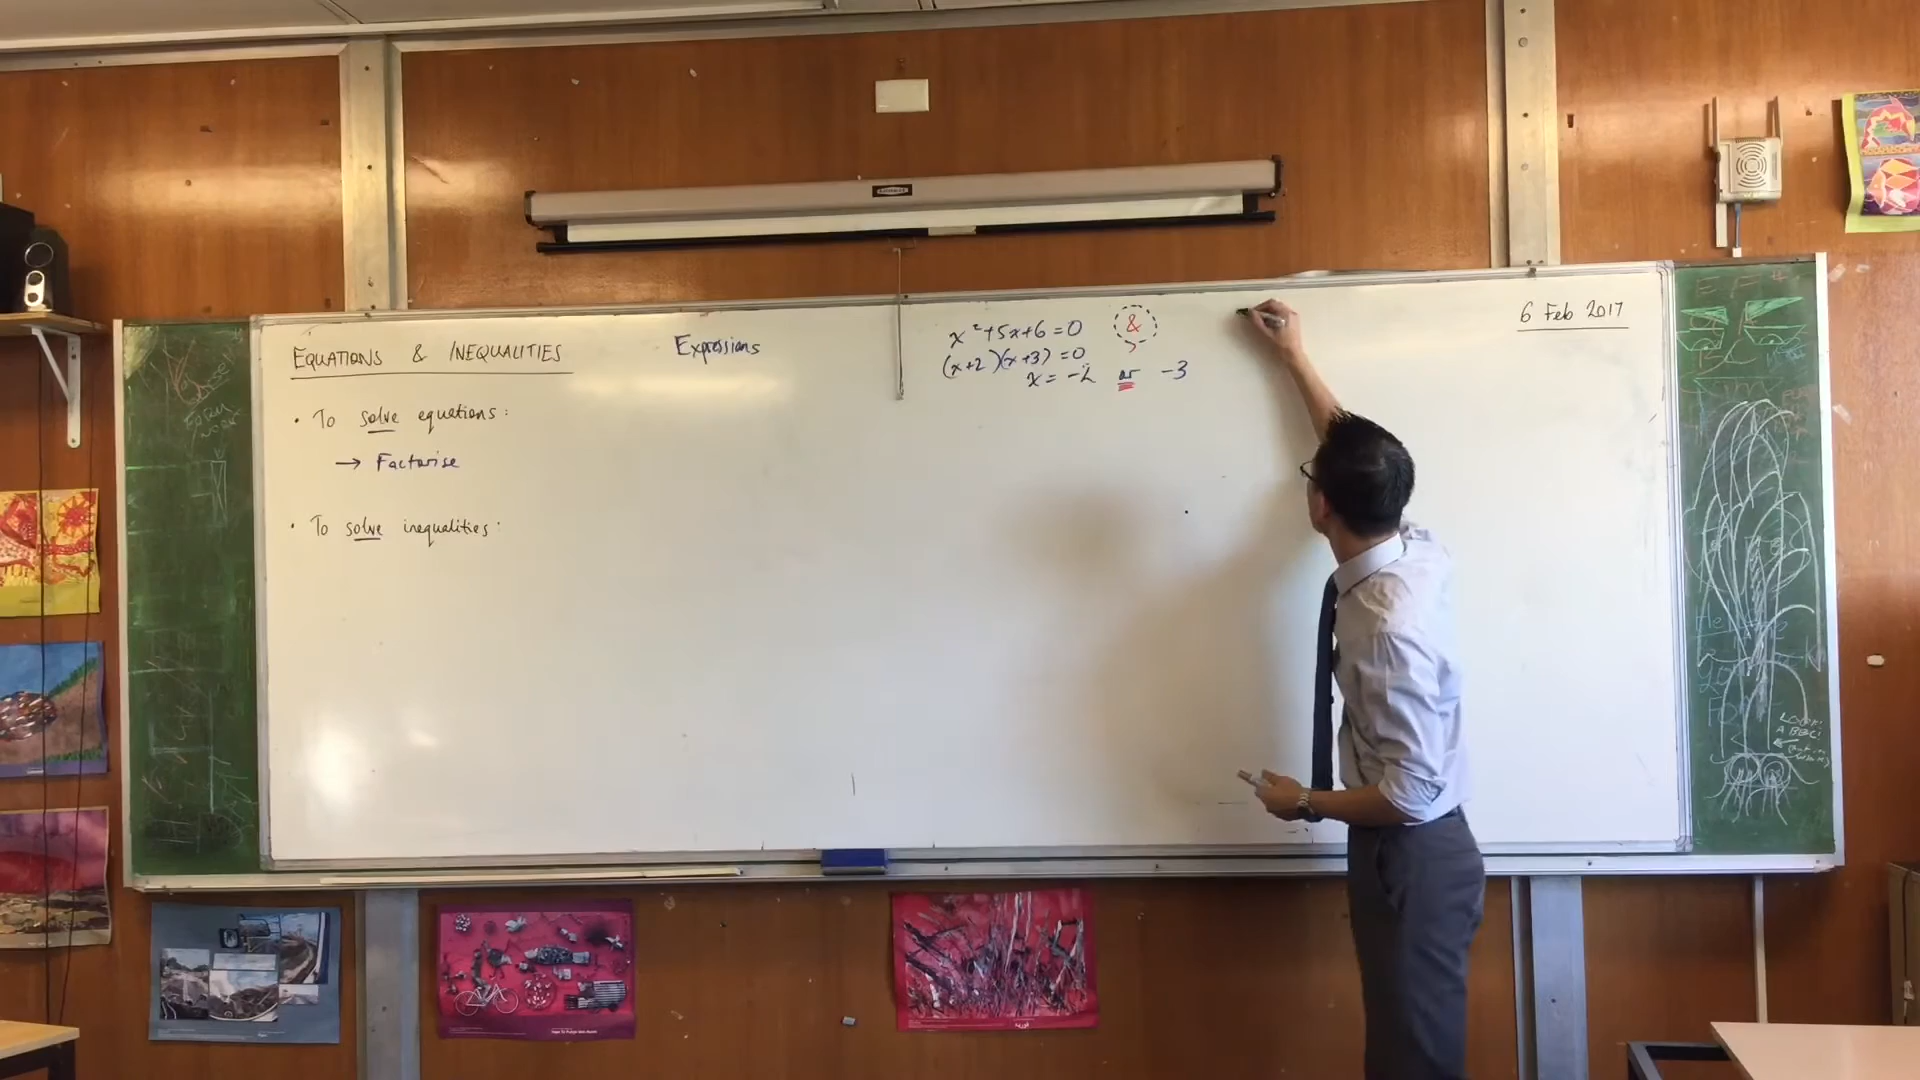 EQUATIONS & INEQUALITIES
Expressions
x²+5x+6=0
&
6 Feb 2017
(x+2)(x+3)=0
x=-2 or -3
• To solve equations:
→ Factorise
• To solve inequalities: